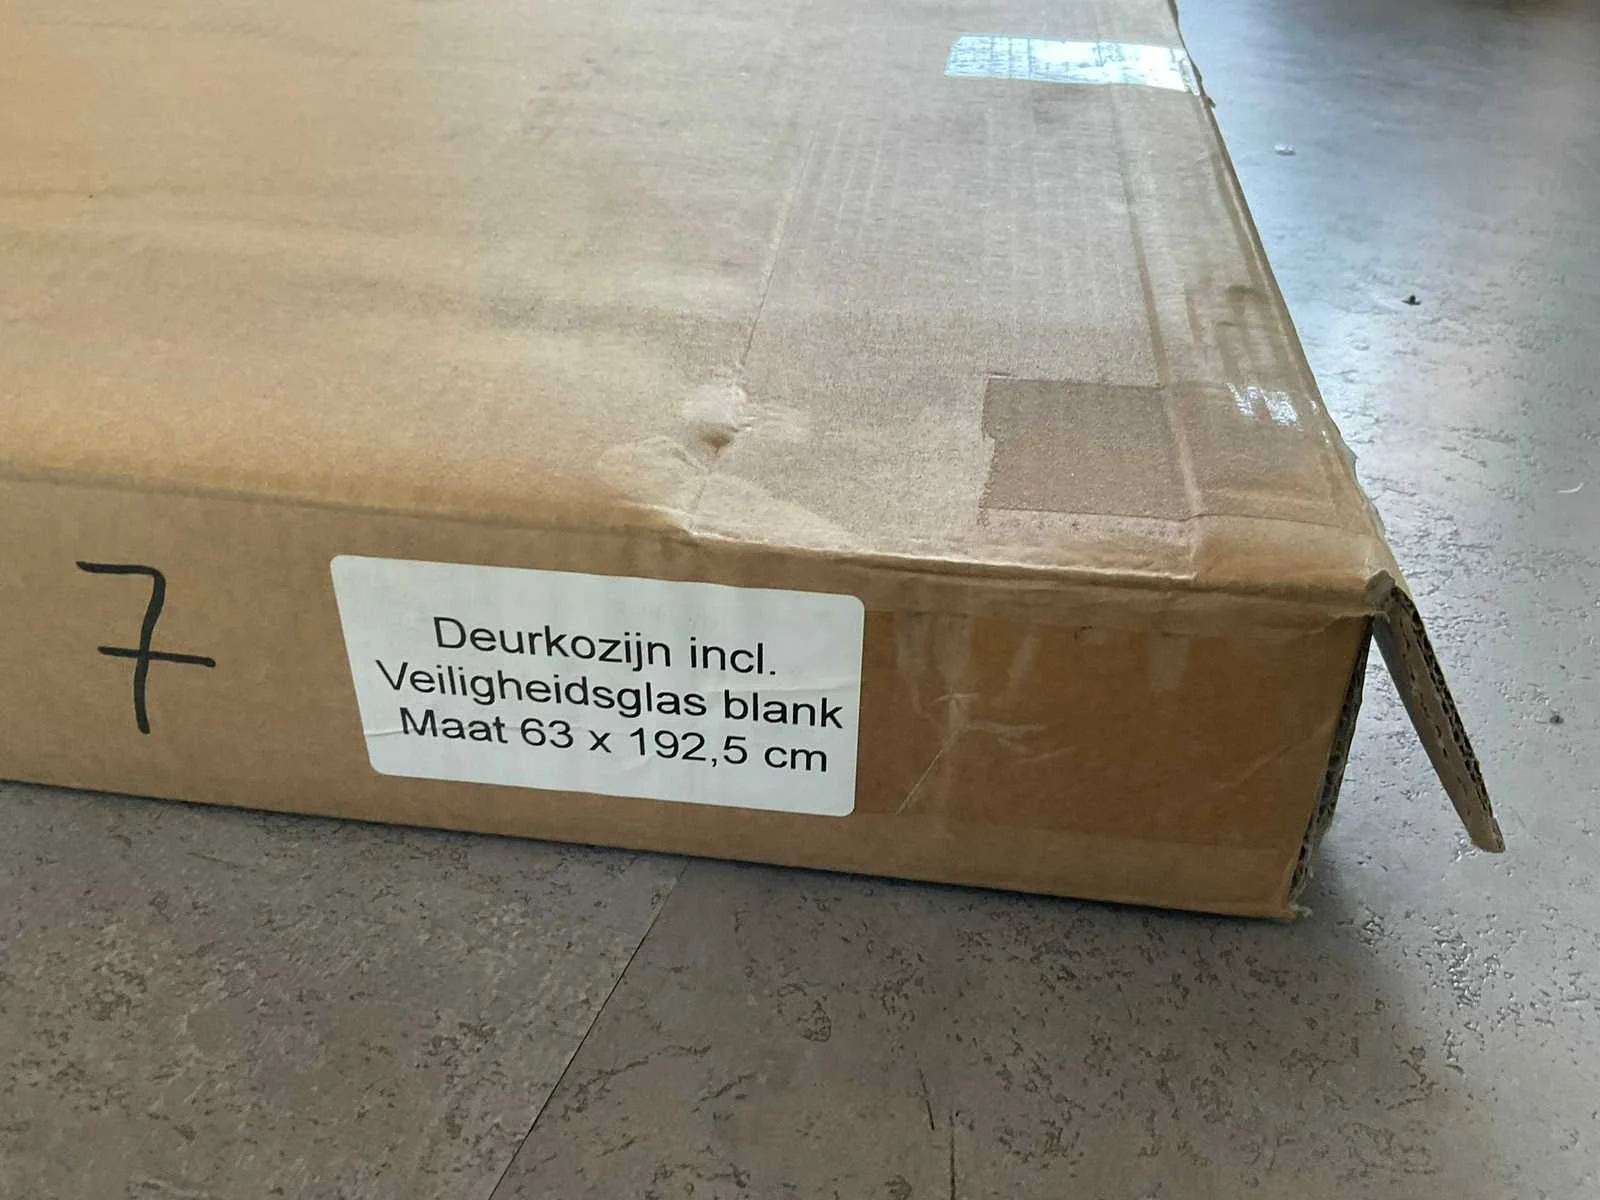 7
Deurkozijn incl.
Veiligheidsglas blank
Maat 63 x 192,5 cm